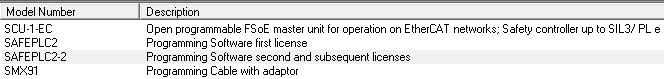 Model Number Description
SCU-1-EC Open programmable FSoE master unit for operation on EtherCAT networks; Safety controller up to SIL3/ PL e
SAFEPLC2 Programming Software first license
SAFEPLC2-2 Programming Software second and subsequent licenses
SMX91 Programming Cable with adaptor